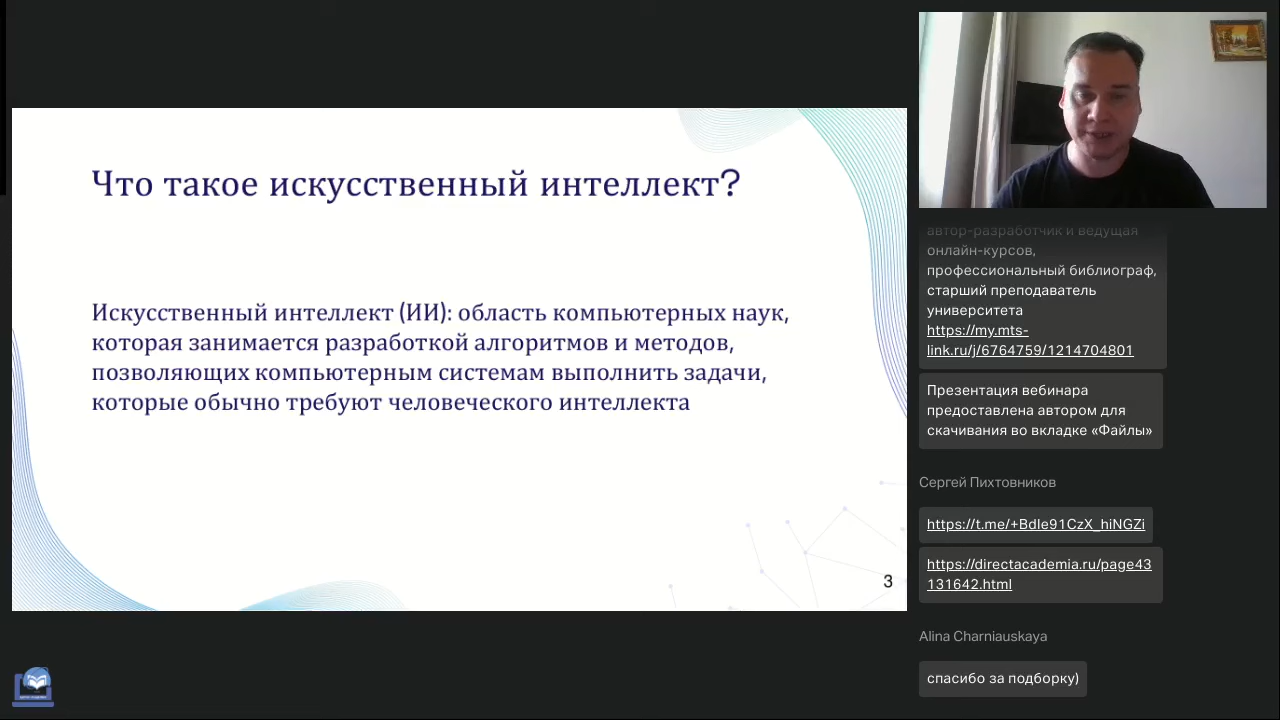 Что такое искусственный интеллект?
Искусственный интеллект (ИИ): область компьютерных наук,
которая занимается разработкой алгоритмов и методов,
позволяющих компьютерным системам выполнить задачи,
которые обычно требуют человеческого интеллекта
3
автор-разработчик и ведущая
онлайн-курсов,
профессиональный библиограф,
старший преподаватель
университета
https://my.mts-
link.ru/j/6764759/1214704801
Презентация вебинара
предоставлена автором для
скачивания во вкладке «Файлы»
Сергей Пихтовников
https://t.me/+BdIe91CzX_hiNGZi
https://directacademia.ru/page43
131642.html
Alina Charniauskaya
спасибо за подборку)